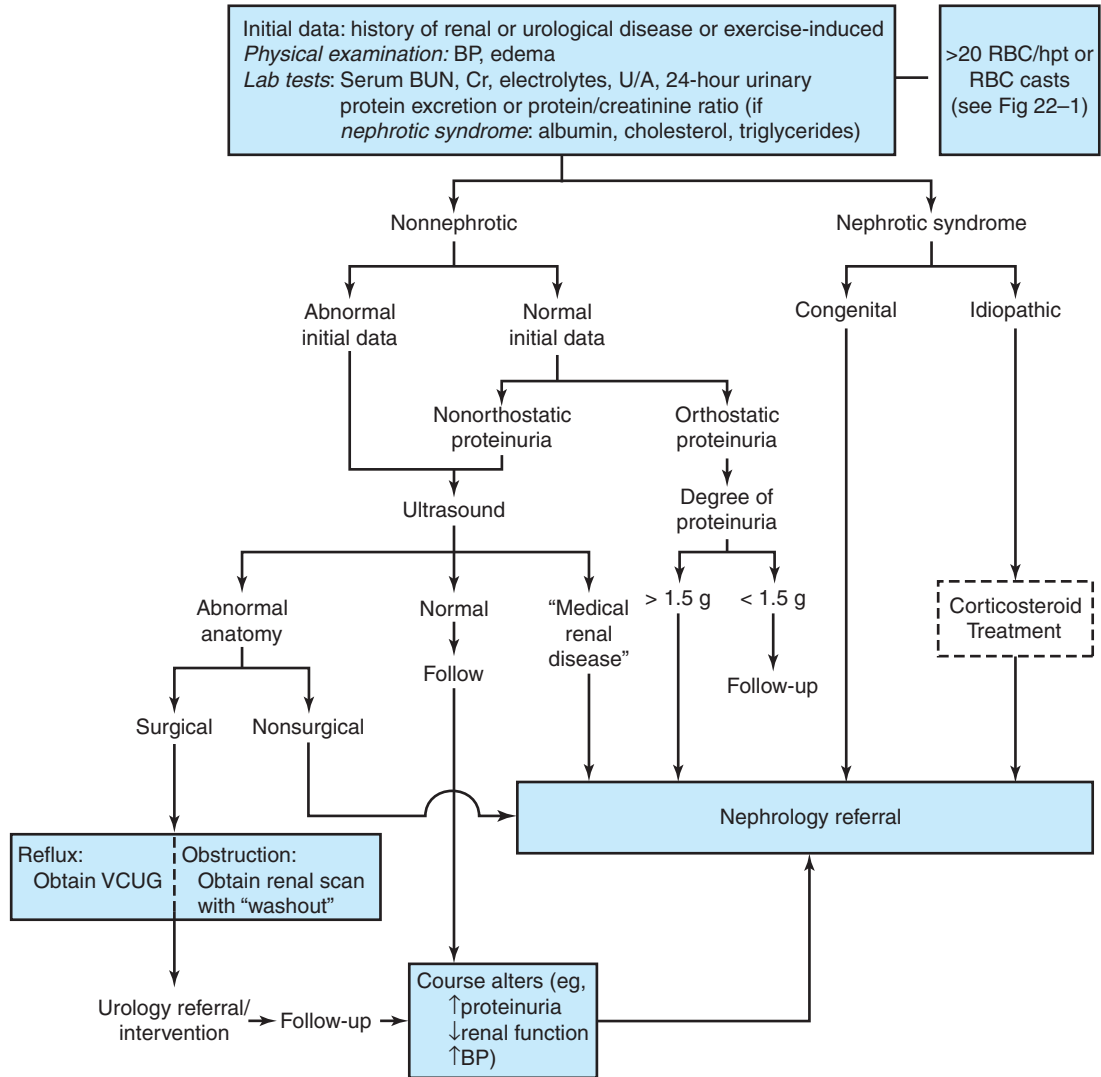 Initial data: history of renal or urological disease or exercise-induced
Physical examination: BP, edema
Lab tests: Serum BUN, Cr, electrolytes, U/A, 24-hour urinary
protein excretion or protein/creatinine ratio (if
nephrotic syndrome: albumin, cholesterol, triglycerides)
>20 RBC/hpt or
RBC casts
(see Fig 22–1)
Nonnephrotic
Nephrotic syndrome
Abnormal
initial data
Normal
initial data
Congenital
Idiopathic
Nonorthostatic
proteinuria
Orthostatic
proteinuria
Ultrasound
Degree of
proteinuria
Abnormal
anatomy
Normal
“Medical
renal
disease”
> 1.5 g
< 1.5 g
Corticosteroid
Treatment
Follow
Follow-up
Surgical
Nonsurgical
Nephrology referral
Reflux:
Obtain VCUG
Obstruction:
Obtain renal scan
with “washout”
Urology referral/
intervention
Follow-up
Course alters (eg,
↑proteinuria
↓renal function
↑BP)